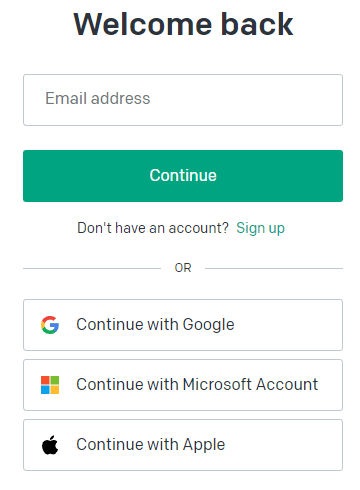 Welcome back
Email address
Continue
Don't have an account? Sign up
OR
Continue with Google
Continue with Microsoft Account
Continue with Apple